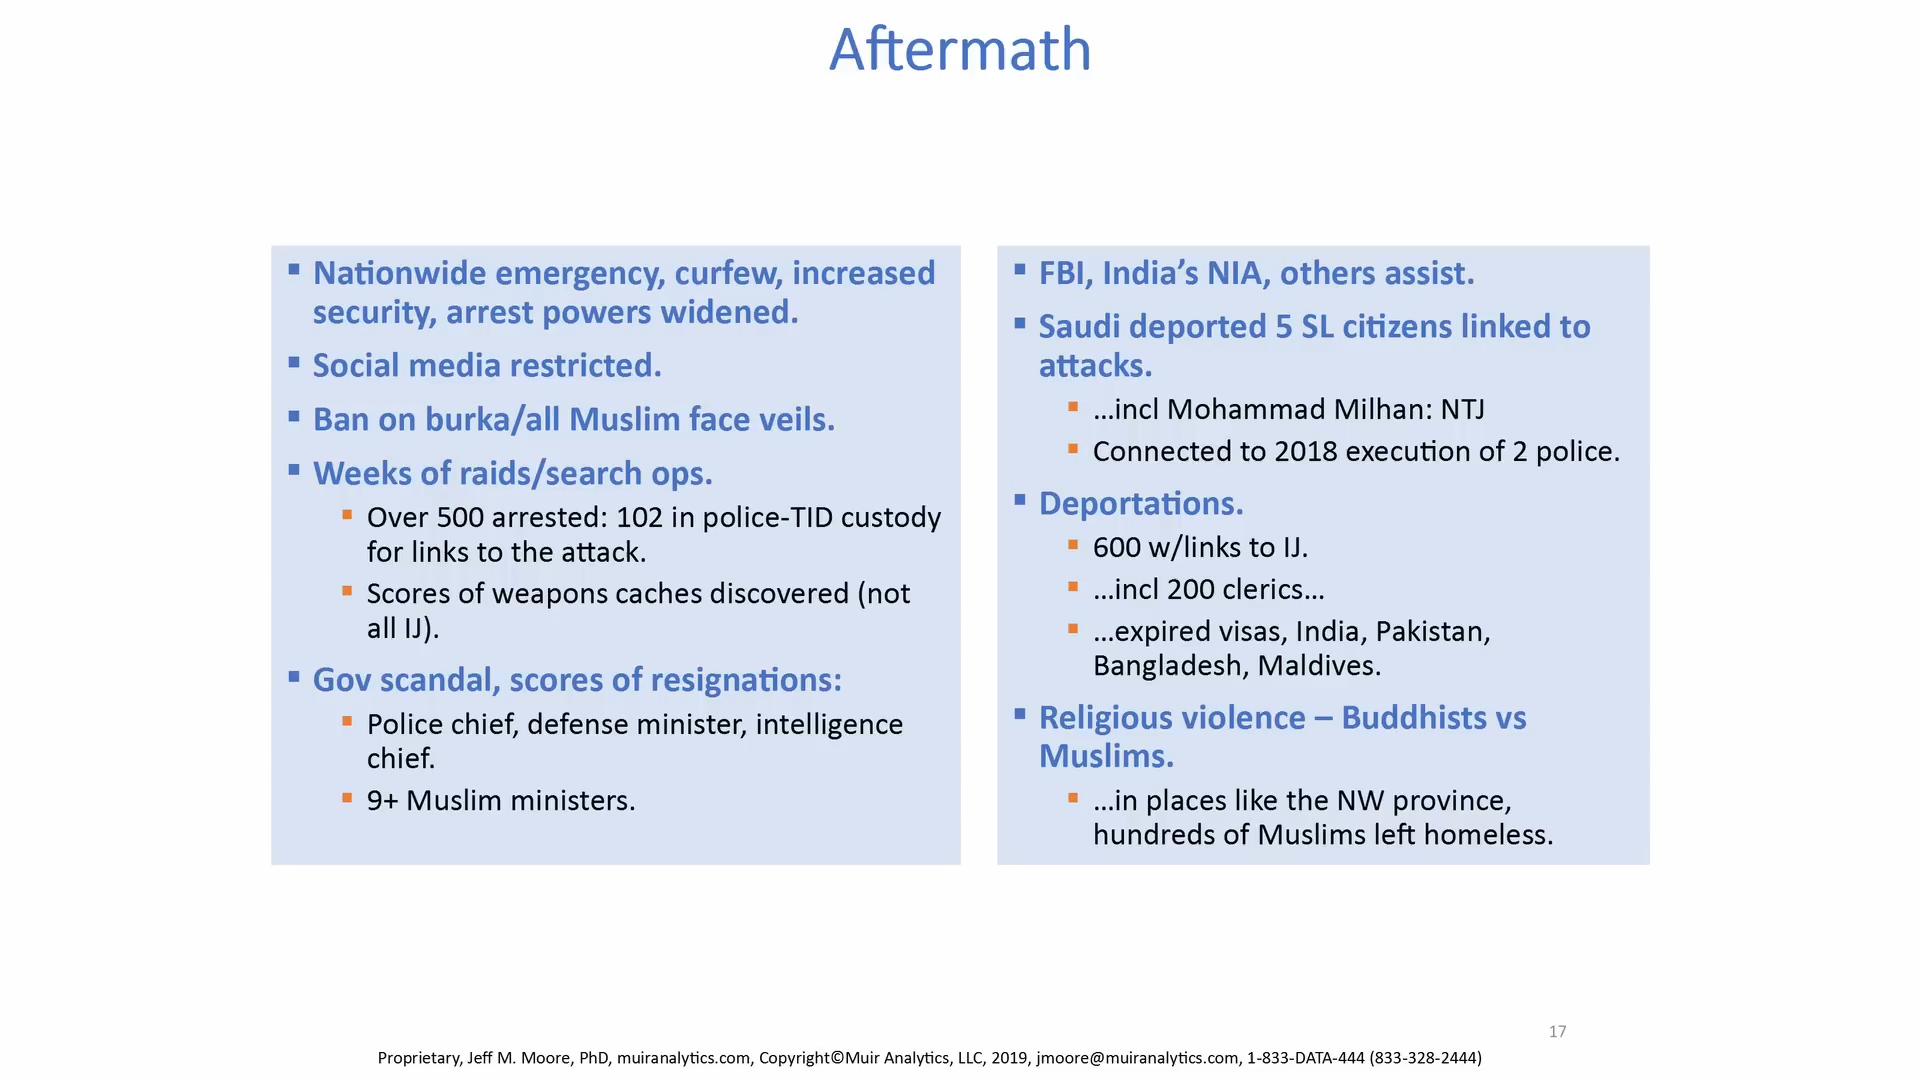 Aftermath
▪ Nationwide emergency, curfew, increased
security, arrest powers widened.
▪ Social media restricted.
▪ Ban on burka/all Muslim face veils.
▪ Weeks of raids/search ops.
▪ Over 500 arrested: 102 in police-TID custody
for links to the attack.
▪ Scores of weapons caches discovered (not
all IJ).
▪ Gov scandal, scores of resignations:
▪ Police chief, defense minister, intelligence
chief.
▪ 9+ Muslim ministers.
▪ FBI, India’s NIA, others assist.
▪ Saudi deported 5 SL citizens linked to
attacks.
▪ …incl Mohammad Milhan: NTJ
▪ Connected to 2018 execution of 2 police.
▪ Deportations.
▪ 600 w/links to IJ.
▪ …incl 200 clerics…
▪ …expired visas, India, Pakistan,
Bangladesh, Maldives.
▪ Religious violence – Buddhists vs
Muslims.
▪ …in places like the NW province,
hundreds of Muslims left homeless.
17
Proprietary, Jeff M. Moore, PhD, muiranalytics.com, Copyright©Muir Analytics, LLC, 2019, jmoore@muiranalytics.com, 1-833-DATA-444 (833-328-2444)